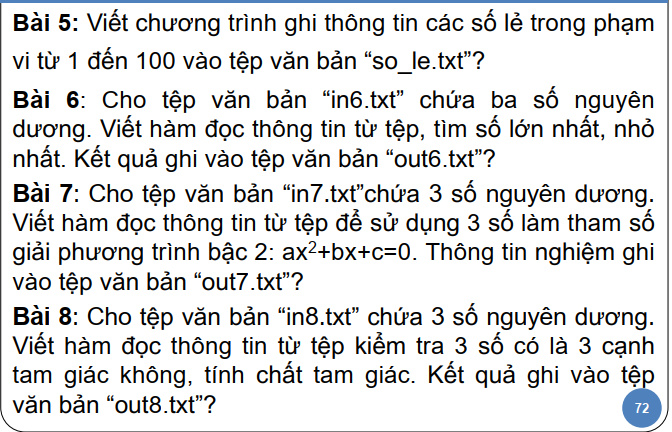 Bài 5: Viết chương trình ghi thông tin các số lẻ trong phạm
vi từ 1 đến 100 vào tệp văn bản “so_le.txt”?
Bài 6: Cho tệp văn bản “in6.txt” chứa ba số nguyên
dương. Viết hàm đọc thông tin từ tệp, tìm số lớn nhất, nhỏ
nhất. Kết quả ghi vào tệp văn bản “out6.txt”?
Bài 7: Cho tệp văn bản “in7.txt”chứa 3 số nguyên dương.
Viết hàm đọc thông tin từ tệp để sử dụng 3 số làm tham số
giải phương trình bậc 2: ax²+bx+c=0. Thông tin nghiệm ghi
vào tệp văn bản “out7.txt”?
Bài 8: Cho tệp văn bản “in8.txt” chứa 3 số nguyên dương.
Viết hàm đọc thông tin từ tệp kiểm tra 3 số có là 3 cạnh
tam giác không, tính chất tam giác. Kết quả ghi vào tệp
văn bản “out8.txt”?
72